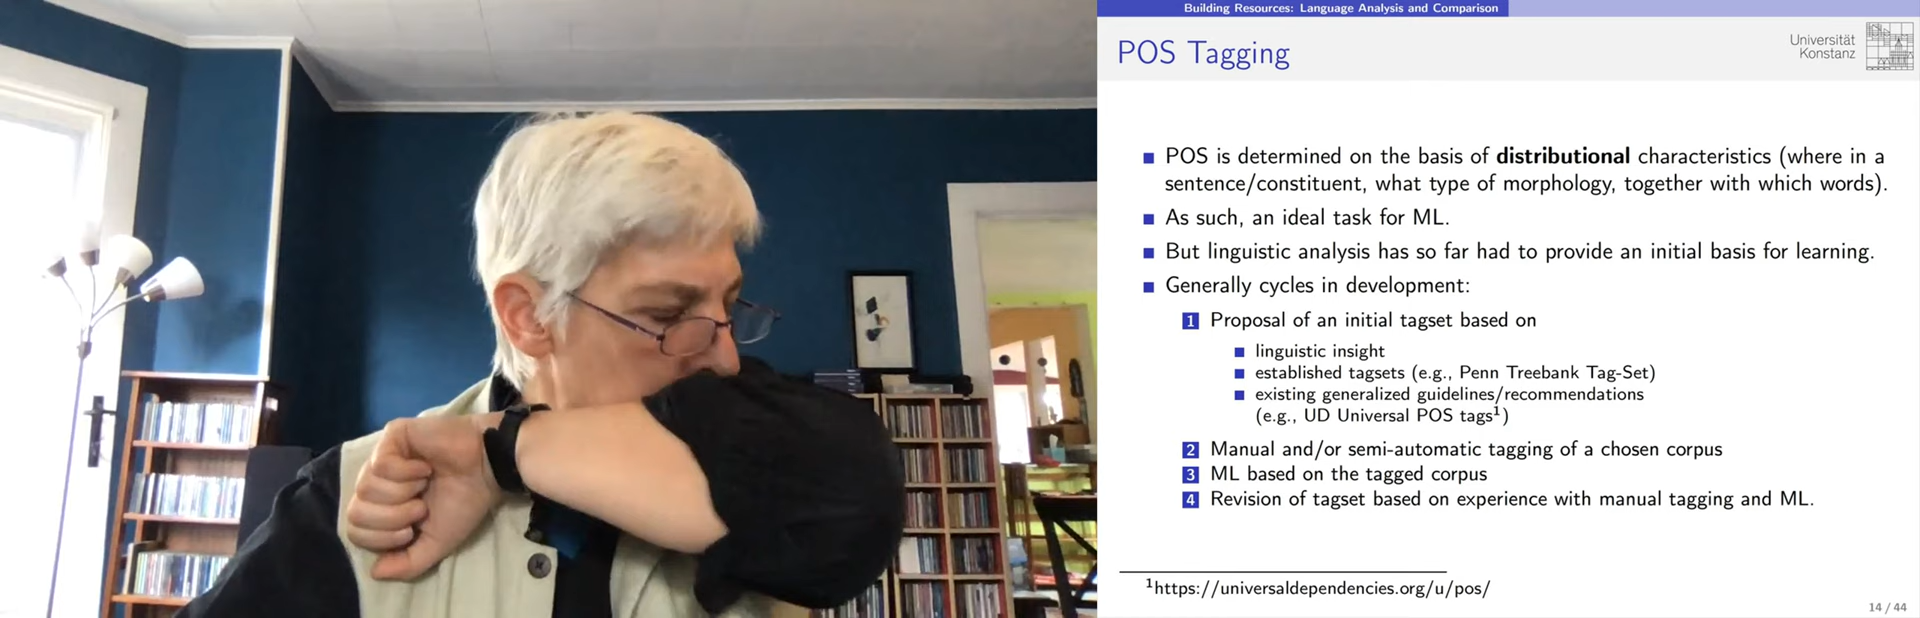 Building Resources: Language Analysis and Comparison
POS Tagging
Universität
Konstanz
POS is determined on the basis of distributional characteristics (where in a
sentence/constituent, what type of morphology, together with which words).
As such, an ideal task for ML.
But linguistic analysis has so far had to provide an initial basis for learning.
Generally cycles in development:
1 Proposal of an initial tagset based on
linguistic insight
established tagsets (e.g., Penn Treebank Tag-Set)
existing generalized guidelines/recommendations
(e.g., UD Universal POS tags¹)
2 Manual and/or semi-automatic tagging of a chosen corpus
3 ML based on the tagged corpus
4 Revision of tagset based on experience with manual tagging and ML.
¹https://universaldependencies.org/u/pos/
14 / 44